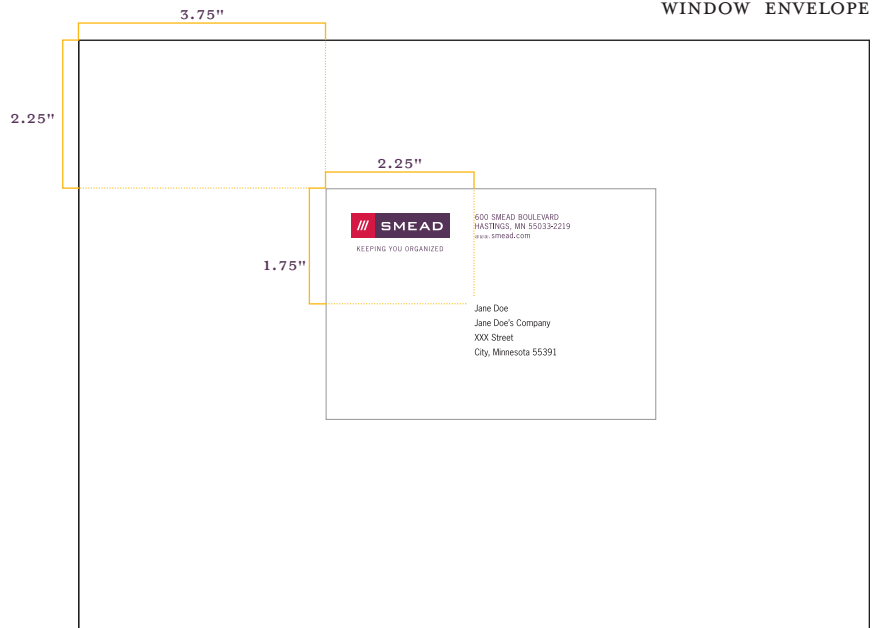 WINDOW ENVELOPE
3.75"
2.25"
2.25"
1.75"
SMEAD
KEEPING YOU ORGANIZED
600 SMEAD BOULEVARD
HASTINGS, MN 55033-2219
www.smead.com
Jane Doe
Jane Doe's Company
XXX Street
City, Minnesota 55391